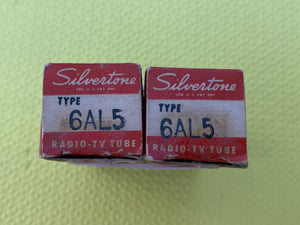 Silvertone
TYPE
6AL5
RADIO-TV TUBE
Silvertone
TYPE
6AL5
RADIO-TV TUBE